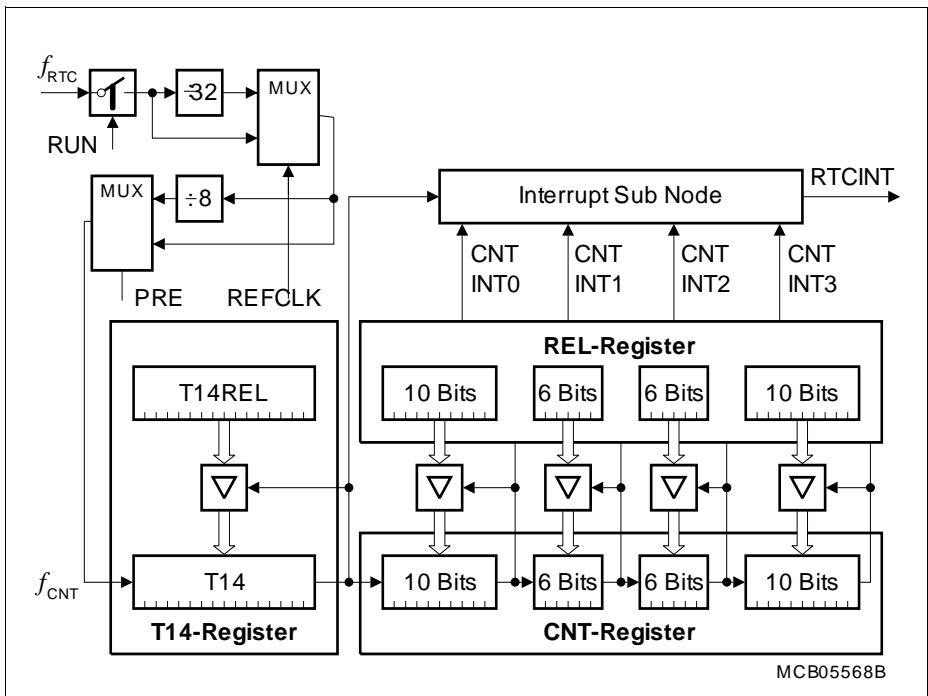 fRTC
RUN
÷32
MUX
MUX
÷8
PRE
REFCLK
Interrupt Sub Node
RTCINT
CNT INT0
CNT INT1
CNT INT2
CNT INT3
REL-Register
T14REL
10 Bits
6 Bits
6 Bits
10 Bits
fCNT
T14
10 Bits
6 Bits
6 Bits
10 Bits
T14-Register
CNT-Register
MCB05568B